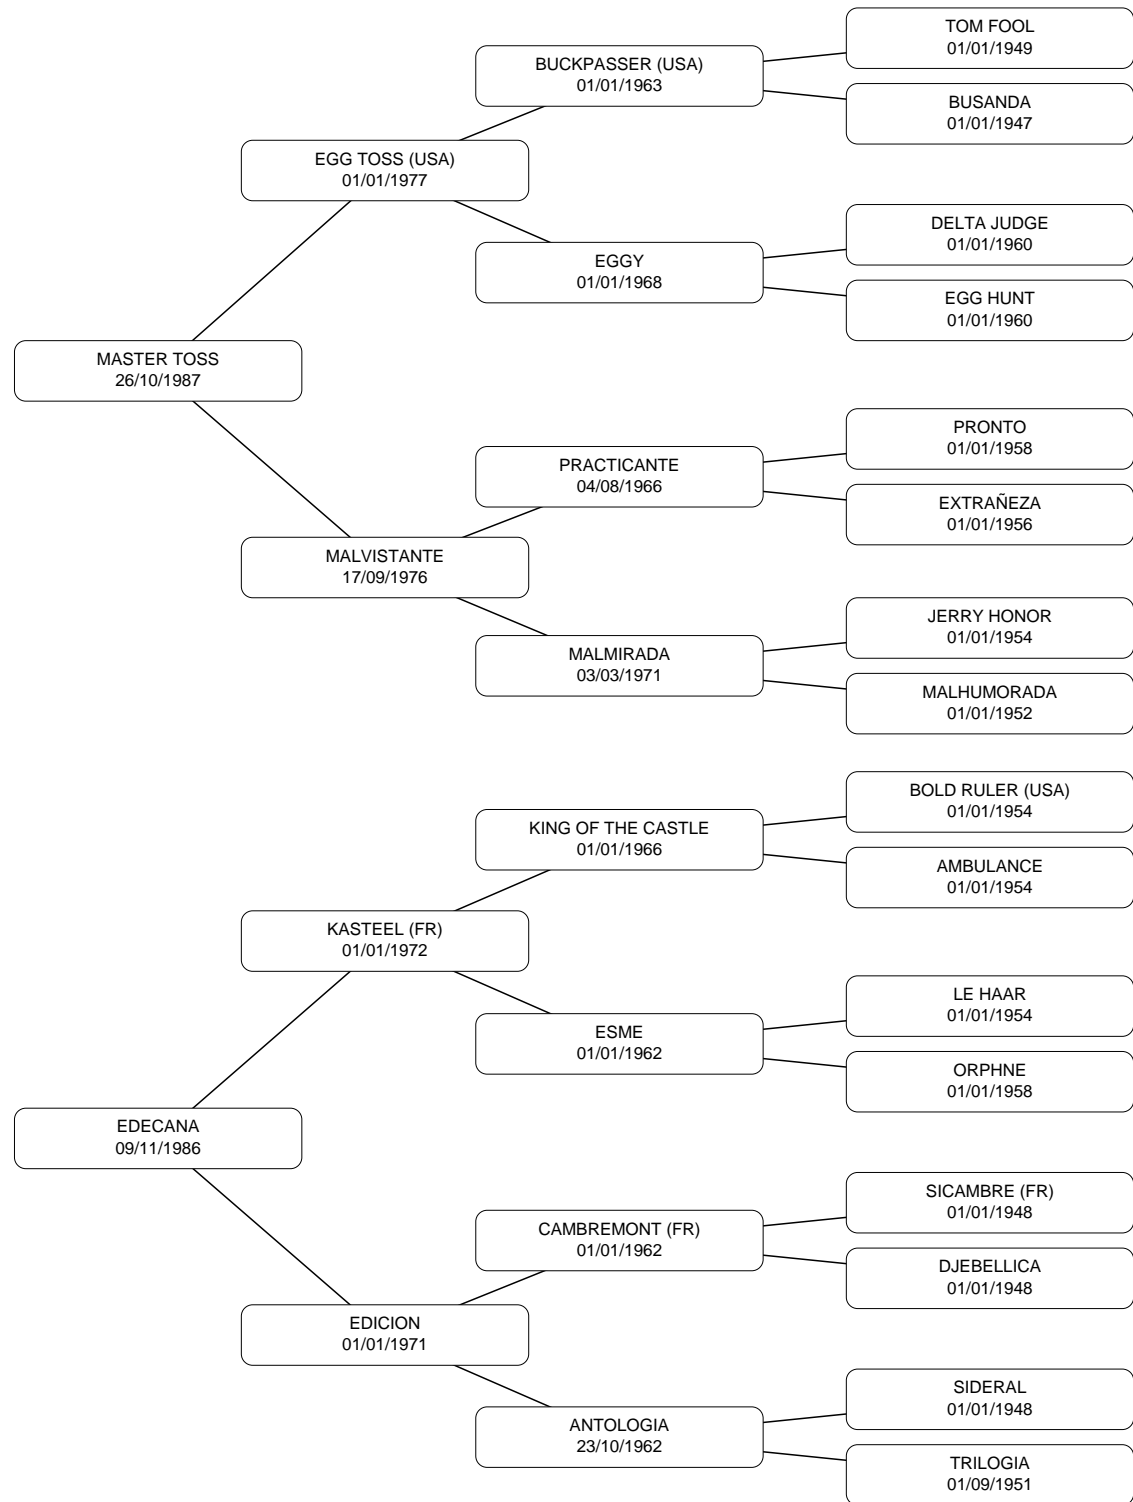 TOM FOOL
01/01/1949
BUCKPASSER (USA)
01/01/1963
BUSANDA
01/01/1947
EGG TOSS (USA)
01/01/1977
DELTA JUDGE
01/01/1960
EGGY
01/01/1968
EGG HUNT
01/01/1960
MASTER TOSS
26/10/1987
PRONTO
01/01/1958
PRACTICANTE
04/08/1966
EXTRAÑEZA
01/01/1956
MALVISTANTE
17/09/1976
JERRY HONOR
01/01/1954
MALMIRADA
03/03/1971
MALHUMORADA
01/01/1952
BOLD RULER (USA)
01/01/1954
KING OF THE CASTLE
01/01/1966
AMBULANCE
01/01/1954
KASTEEL (FR)
01/01/1972
LE HAAR
01/01/1954
ESME
01/01/1962
ORPHNE
01/01/1958
EDECANA
09/11/1986
SICAMBRE (FR)
01/01/1948
CAMBREMONT (FR)
01/01/1962
DJEBELLICA
01/01/1948
EDICION
01/01/1971
SIDERAL
01/01/1948
ANTOLOGIA
23/10/1962
TRILOGIA
01/09/1951